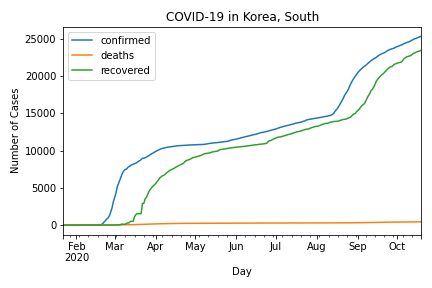 COVID-19 in Korea, South
confirmed
deaths
recovered
Number of Cases
25000
20000
15000
10000
5000
0
Feb Mar Apr May Jun Jul Aug Sep Oct
2020
Day